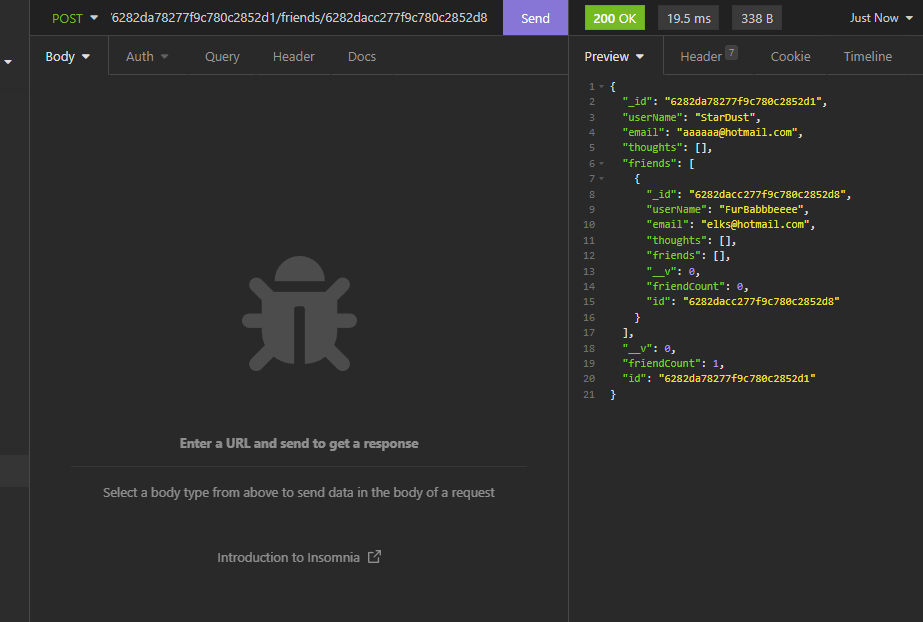 POST /6282da78277f9c780c2852d1/friends/6282dacc277f9c780c2852d8 Send 200 OK 19.5 ms 338 B Just Now
Body Auth Query Header Docs Preview Header 7 Cookie Timeline
1 {
2 "_id": "6282da78277f9c780c2852d1",
3 "userName": "StarDust",
4 "email": "aaaaaa@hotmail.com",
5 "thoughts": [],
6 "friends": [
7 {
8 "_id": "6282dacc277f9c780c2852d8",
9 "userName": "FurBabbbeeee",
10 "email": "elks@hotmail.com",
11 "thoughts": [],
12 "friends": [],
13 "__v": 0,
14 "friendCount": 0,
15 "id": "6282dacc277f9c780c2852d8"
16 }
17 ],
18 "__v": 0,
19 "friendCount": 1,
20 "id": "6282da78277f9c780c2852d1"
21 }
Enter a URL and send to get a response
Select a body type from above to send data in the body of a request
Introduction to Insomnia